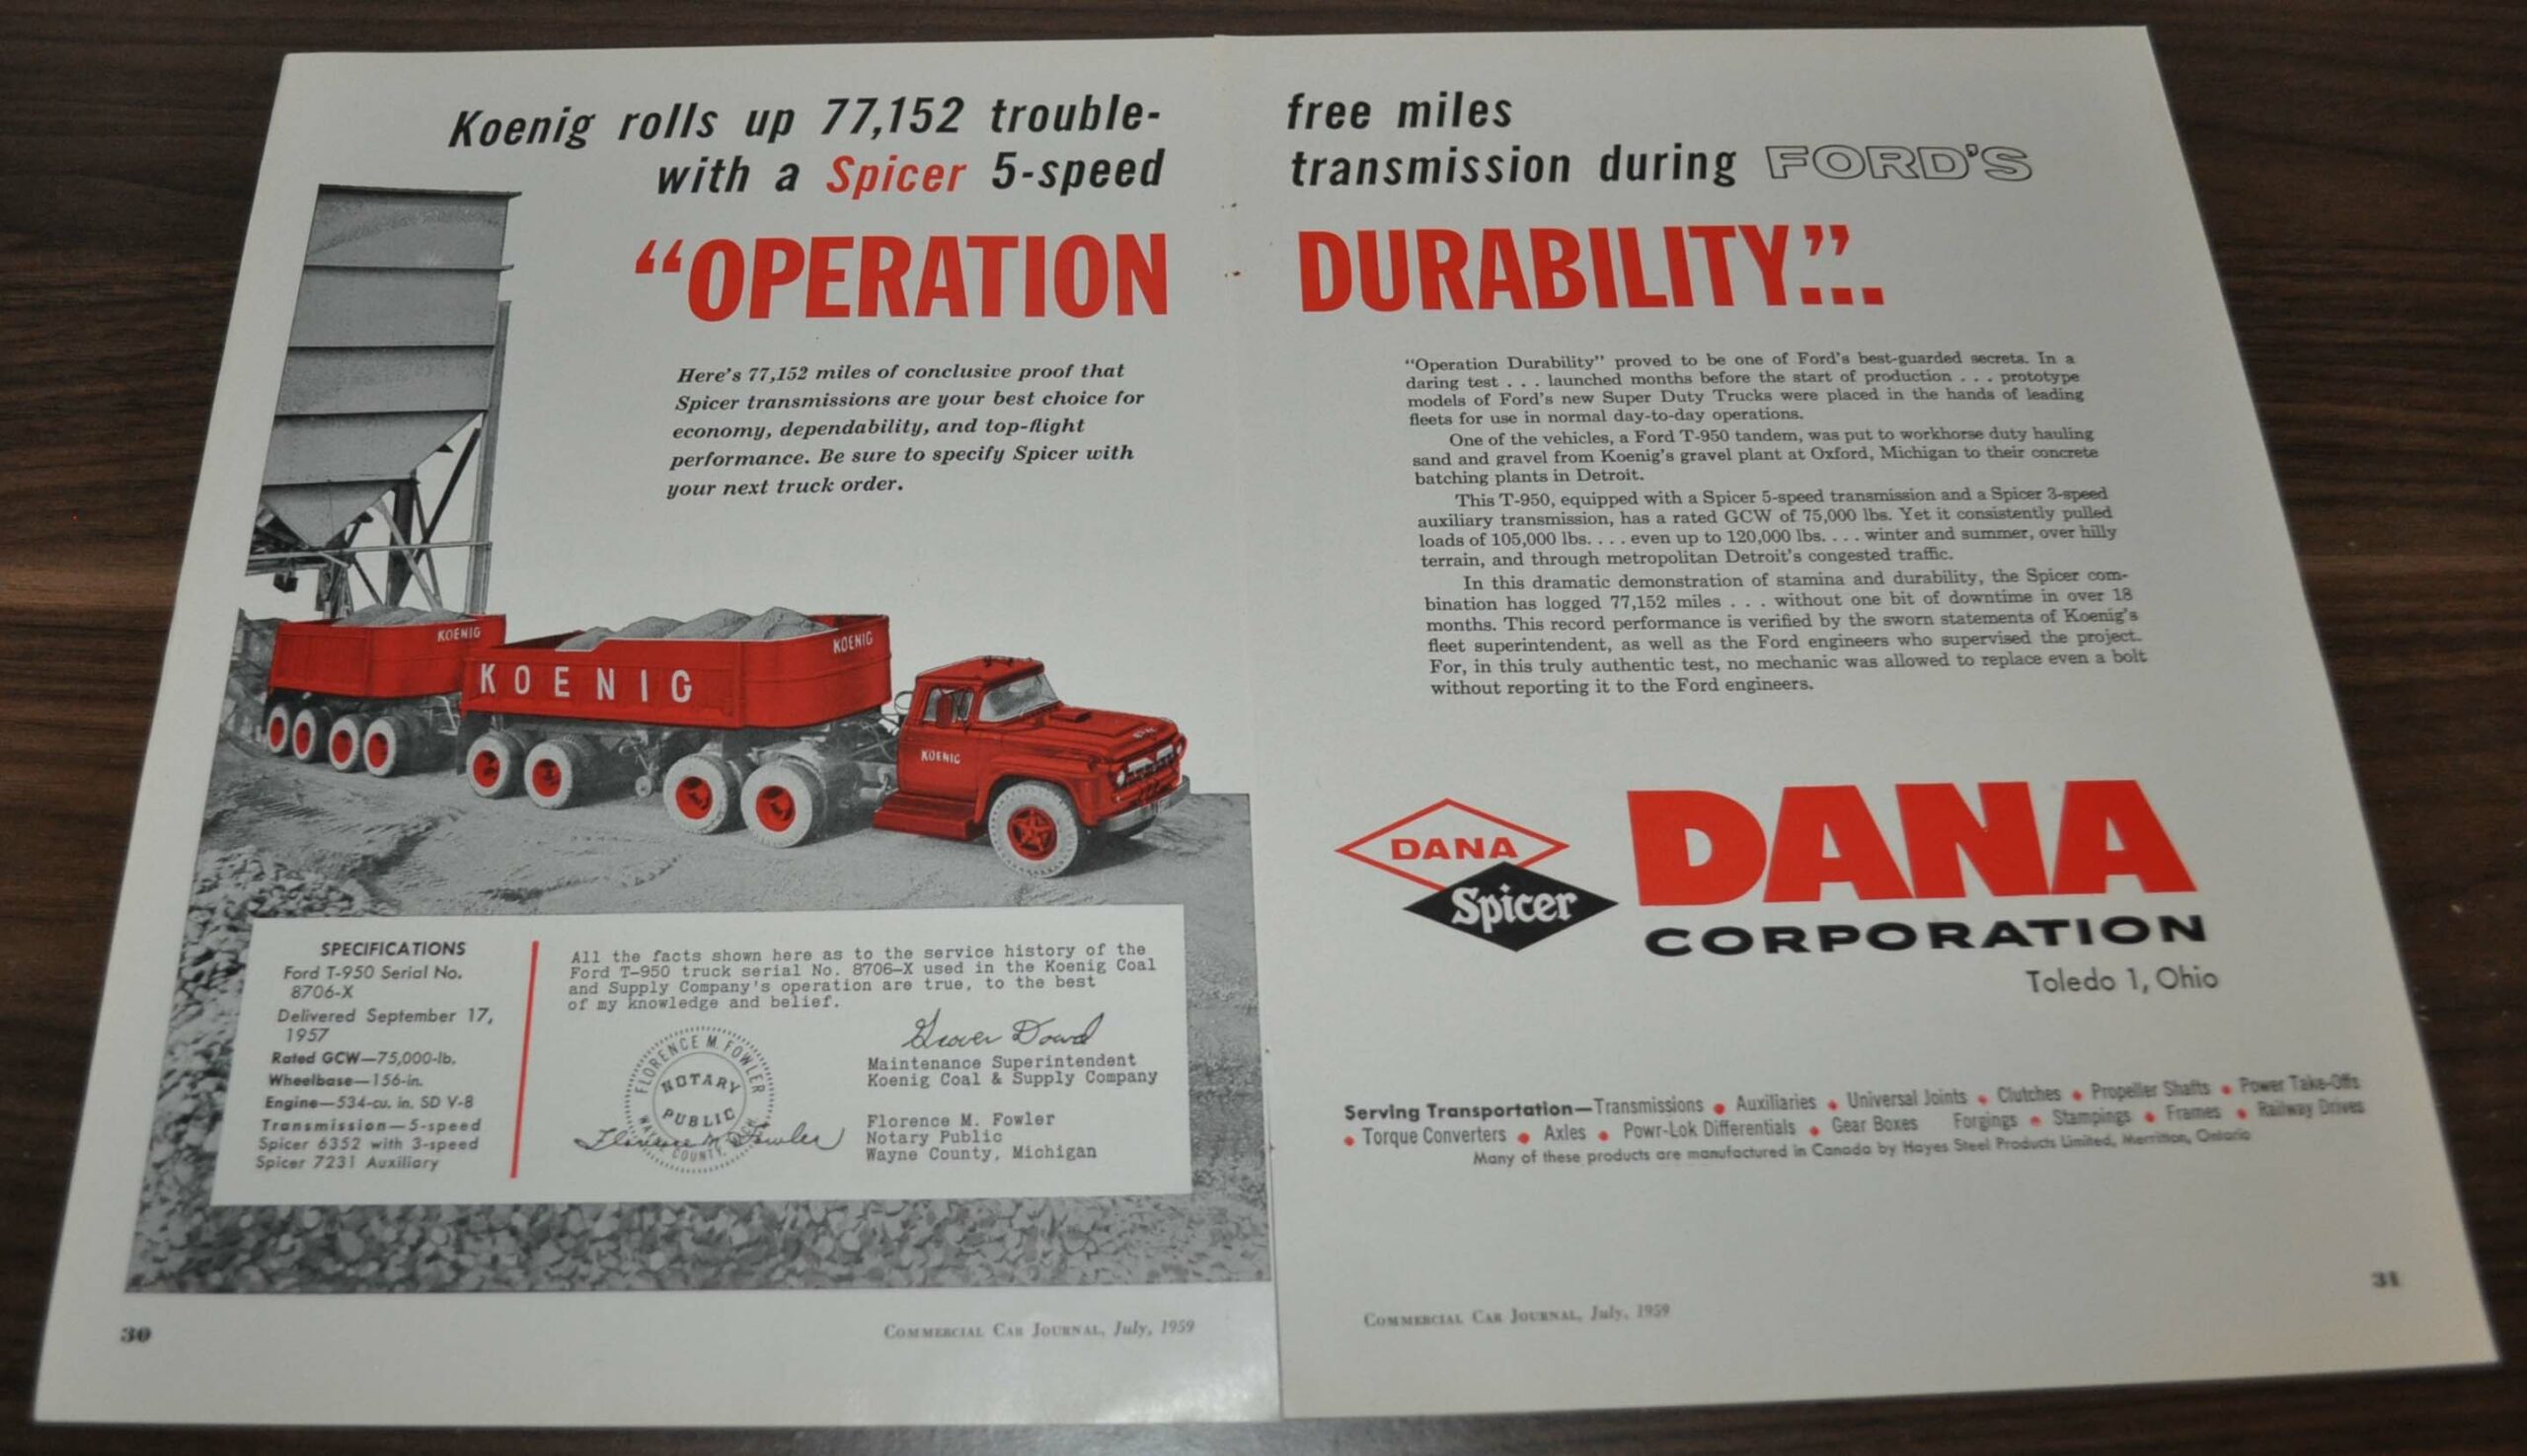 Koenig rolls up 77,152 trouble-
with a Spicer 5-speed
"OPERATION
Here's 77,152 miles of conclusive proof that
Spicer transmissions are your best choice for
economy, dependability, and top-flight
performance. Be sure to specify Spicer with
your next truck order.
KOENIG
KOENIG
KOENIG
KOENIG
SPECIFICATIONS
Ford T-950 Serial No.
8706-X
Delivered September 17,
1957
Rated GCW—75,000-lb.
Wheelbase—156-in.
Engine—534-cu. in. SD V-8
Transmission—5-speed
Spicer 6352 with 3-speed
Spicer 7231 Auxiliary
All the facts shown here as to the service history of the
Ford T-950 truck serial No. 8706-X used in the Koenig Coal
and Supply Company's operation are true, to the best
of my knowledge and belief.
Grover Dowd
Maintenance Superintendent
Koenig Coal & Supply Company
FLORENCE M. FOWLER
NOTARY
PUBLIC
COUNTY,
Florence M. Fowler
Florence M. Fowler
Notary Public
Wayne County, Michigan
30
COMMERCIAL CAR JOURNAL, July, 1959
free miles
transmission during FORD'S
DURABILITY"...
"Operation Durability" proved to be one of Ford's best-guarded secrets. In a
daring test . . . launched months before the start of production . . . prototype
models of Ford's new Super Duty Trucks were placed in the hands of leading
fleets for use in normal day-to-day operations.
One of the vehicles, a Ford T-950 tandem, was put to workhorse duty hauling
sand and gravel from Koenig's gravel plant at Oxford, Michigan to their concrete
batching plants in Detroit.
This T-950, equipped with a Spicer 5-speed transmission and a Spicer 3-speed
auxiliary transmission, has a rated GCW of 75,000 lbs. Yet it consistently pulled
loads of 105,000 lbs. . . . even up to 120,000 lbs. . . . winter and summer, over hilly
terrain, and through metropolitan Detroit's congested traffic.
In this dramatic demonstration of stamina and durability, the Spicer com-
bination has logged 77,152 miles . . . without one bit of downtime in over 18
months. This record performance is verified by the sworn statements of Koenig's
fleet superintendent, as well as the Ford engineers who supervised the project.
For, in this truly authentic test, no mechanic was allowed to replace even a bolt
without reporting it to the Ford engineers.
DANA
Spicer
DANA
CORPORATION
Toledo 1, Ohio
Serving Transportation—Transmissions • Auxiliaries • Universal Joints • Clutches • Propeller Shafts • Power Take-Offs
• Torque Converters • Axles • Powr-Lok Differentials • Gear Boxes Forgings • Stampings • Frames • Railway Drives
Many of these products are manufactured in Canada by Hayes Steel Products Limited, Merritton, Ontario
COMMERCIAL CAR JOURNAL, July, 1959
31